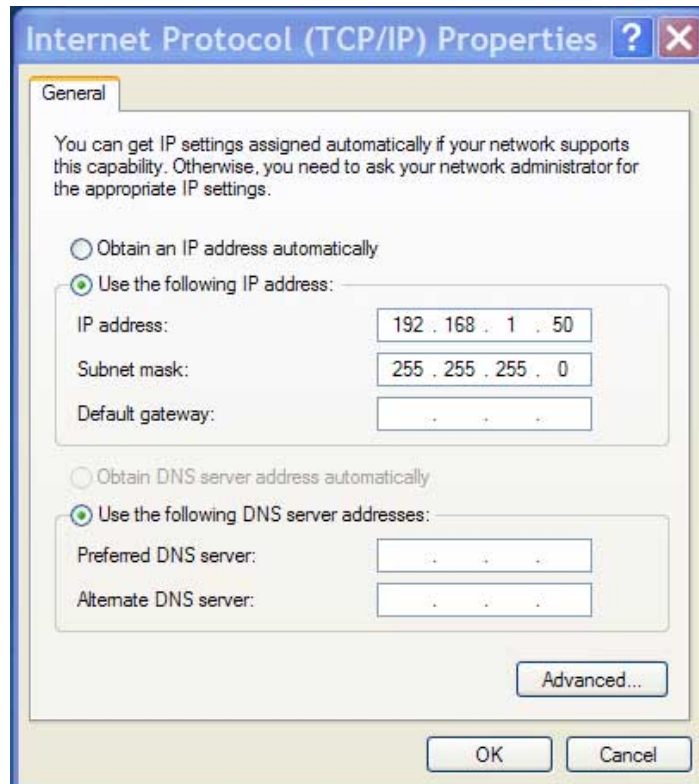 Internet Protocol (TCP/IP) Properties ?
General
You can get IP settings assigned automatically if your network supports
this capability. Otherwise, you need to ask your network administrator for
the appropriate IP settings.
Obtain an IP address automatically
Use the following IP address:
IP address: 192 . 168 . 1 . 50
Subnet mask: 255 . 255 . 255 . 0
Default gateway: . . .
Obtain DNS server address automatically
Use the following DNS server addresses:
Preferred DNS server: . . .
Alternate DNS server: . . .
Advanced...
OK Cancel